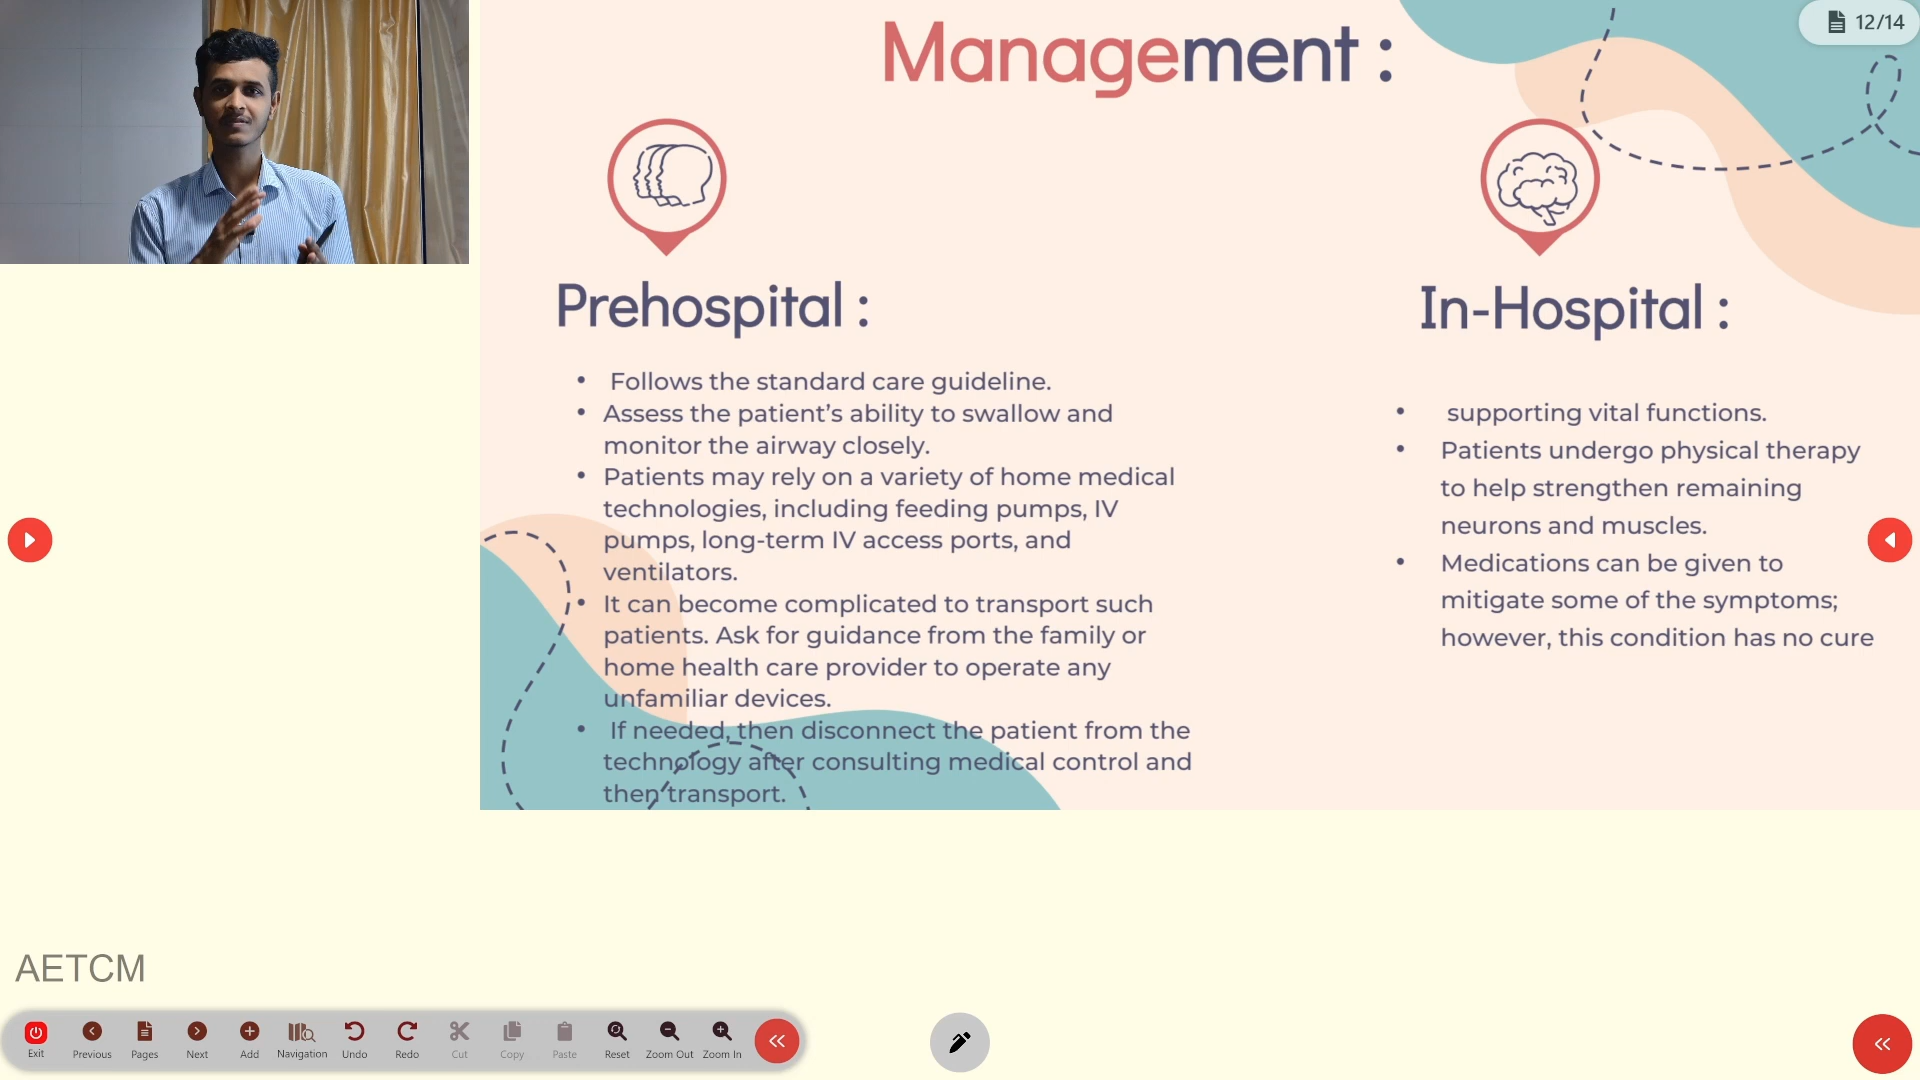 Management :
12/14
Prehospital :
• Follows the standard care guideline.
• Assess the patient’s ability to swallow and
monitor the airway closely.
• Patients may rely on a variety of home medical
technologies, including feeding pumps, IV
pumps, long-term IV access ports, and
ventilators.
• It can become complicated to transport such
patients. Ask for guidance from the family or
home health care provider to operate any
unfamiliar devices.
• If needed, then disconnect the patient from the
technology after consulting medical control and
then transport.
In-Hospital :
• supporting vital functions.
• Patients undergo physical therapy
to help strengthen remaining
neurons and muscles.
• Medications can be given to
mitigate some of the symptoms;
however, this condition has no cure
AETCM
Exit Previous Pages Next Add Navigation Undo Redo Cut Copy Paste Reset Zoom Out Zoom In